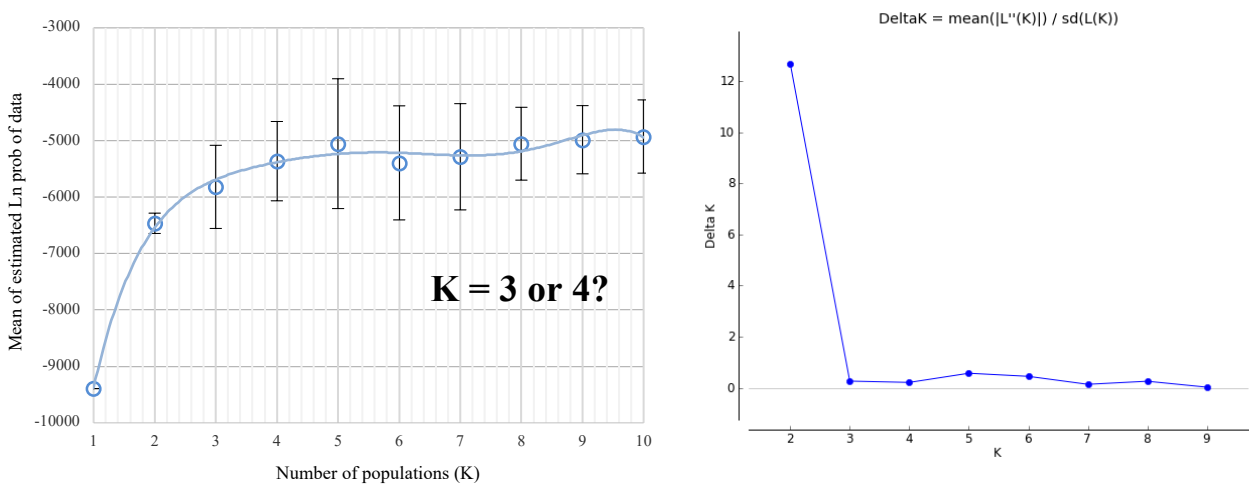 -3000
-4000
-5000
-6000
-7000
-8000
-9000
-10000
Mean of estimated Ln prob of data
K = 3 or 4?
1 2 3 4 5 6 7 8 9 10
Number of populations (K)
DeltaK = mean(|L''(K)|) / sd(L(K))
12
10
8
6
4
2
0
Delta K
2 3 4 5 6 7 8 9
K